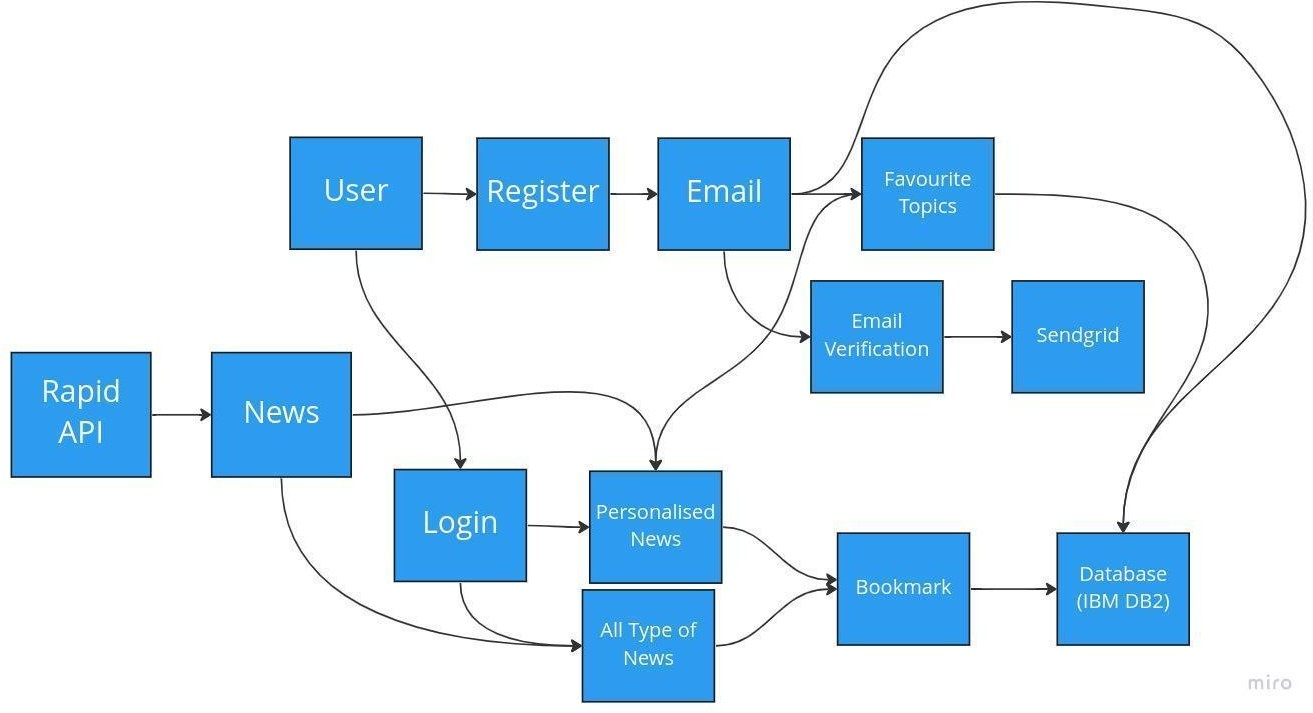 User
Register
Email
Favourite
Topics
Email
Verification
Sendgrid
Rapid
API
News
Login
Personalised
News
Bookmark
Database
(IBM DB2)
All Type of
News
miro